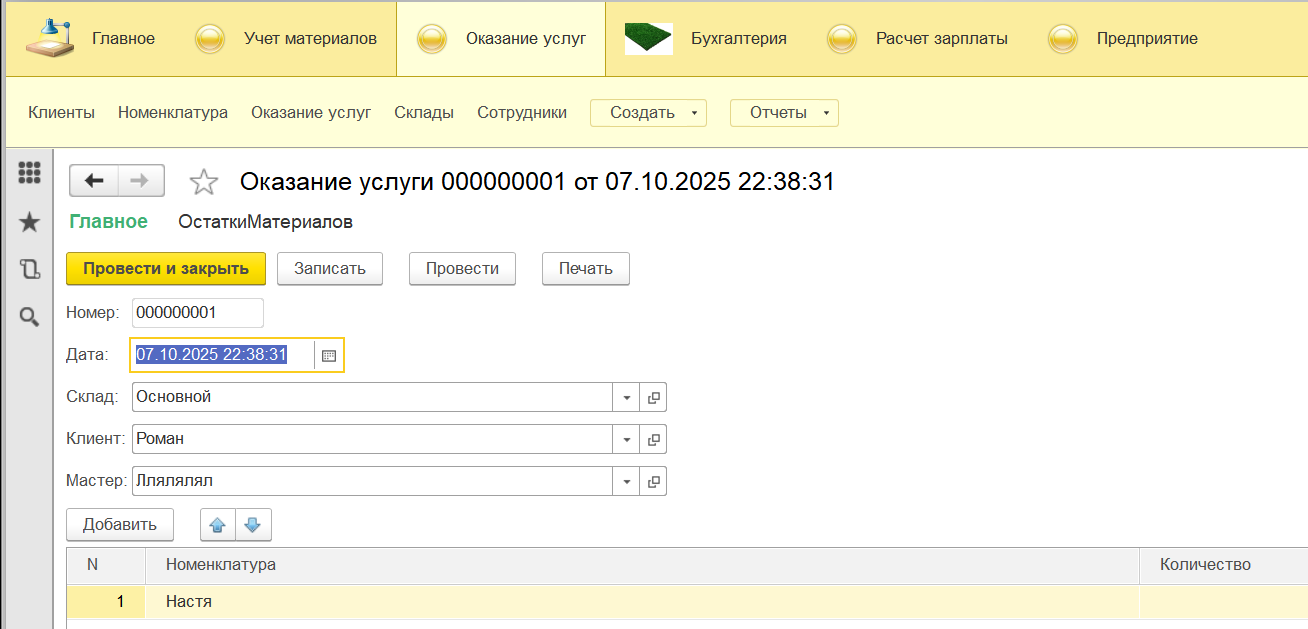 Главное Учет материалов Оказание услуг Бухгалтерия Расчет зарплаты Предприятие
Клиенты Номенклатура Оказание услуг Склады Сотрудники Создать Отчеты
Оказание услуги 000000001 от 07.10.2025 22:38:31
Главное ОстаткиМатериалов
Провести и закрыть Записать Провести Печать
Номер: 000000001
Дата: 07.10.2025 22:38:31
Склад: Основной
Клиент: Роман
Мастер: Ллялялял
Добавить
N Номенклатура Количество
1 Настя